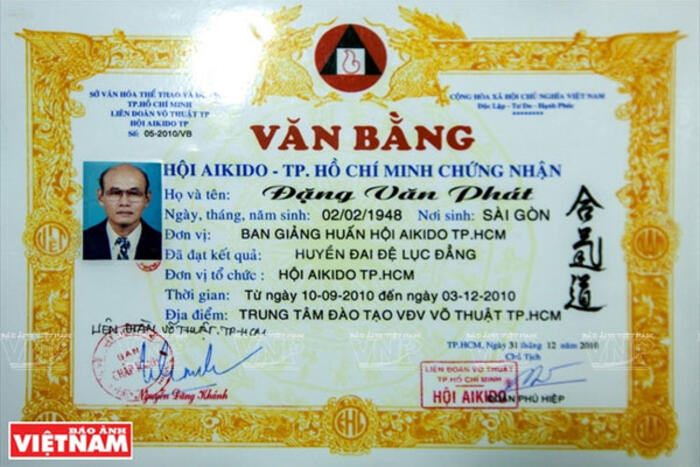 SỞ VĂN HÓA THỂ THAO VÀ DU
TP.HỒ CHÍ MINH
LIÊN ĐOÀN VÕ THUẬT TP
HỘI AIKIDO TP
Số: 05-2010/VB
CỘNG HÒA XÃ HỘI CHỦ NGHĨA VIỆT NAM
Độc Lập - Tự Do - Hạnh Phúc
VĂN BẰNG
HỘI AIKIDO - TP. HỒ CHÍ MINH CHỨNG NHẬN
Họ và tên: Đặng Văn Phát
Ngày, tháng, năm sinh: 02/02/1948 Nơi sinh: SÀI GÒN
Đơn vị: BAN GIẢNG HUẤN HỘI AIKIDO TP.HCM
Đã đạt kết quả: HUYỀN ĐAI ĐỆ LỤC ĐẲNG
Đơn vị tổ chức: HỘI AIKIDO TP.HCM
Thời gian: Từ ngày 10-09-2010 đến ngày 03-12-2010
Địa điểm: TRUNG TÂM ĐÀO TẠO VĐV VÕ THUẬT TP.HCM
合氣道
LIÊN ĐOÀN VÕ THUẬT TP.HCM
BAN
CHẤP HÀNH
Nguyễn Đăng Khánh
TP.HCM, Ngày 31 tháng 12 năm 2010
Chủ Tịch
LIÊN ĐOÀN VÕ THUẬT
TP.HỒ CHÍ MINH
HỘI AIKIDO
PHÚ HIỆP
VNP
BÁO ẢNH
VIỆTNAM